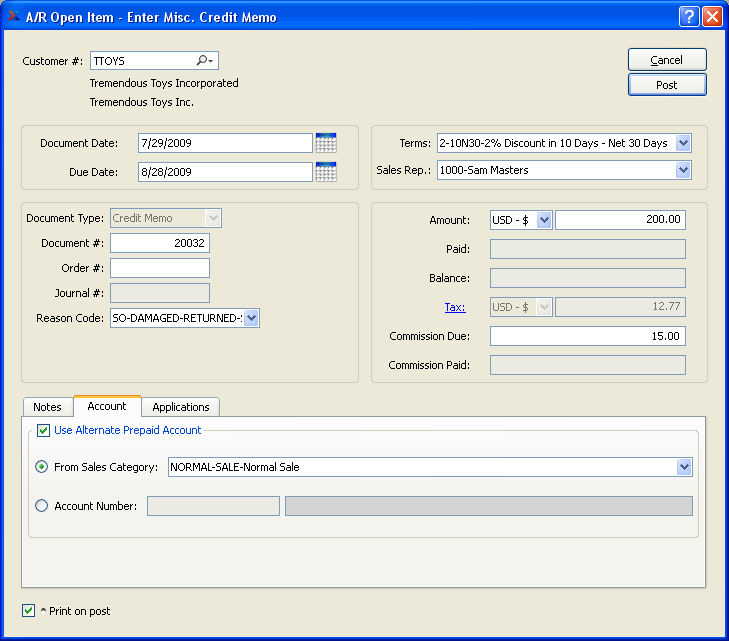 A/R Open Item - Enter Misc. Credit Memo
Customer #: TTOYS
Cancel
Tremendous Toys Incorporated
Post
Tremendous Toys Inc.
Document Date: 7/29/2009
Due Date: 8/28/2009
Terms: 2-10N30-2% Discount in 10 Days - Net 30 Days
Sales Rep.: 1000-Sam Masters
Document Type: Credit Memo
Document #: 20032
Order #:
Journal #:
Reason Code: SO-DAMAGED-RETURNED-
Amount: USD - $ 200.00
Paid:
Balance:
Tax: USD - $ 12.77
Commission Due: 15.00
Commission Paid:
Notes Account Applications
Use Alternate Prepaid Account
From Sales Category: NORMAL-SALE-Normal Sale
Account Number:
^ Print on post